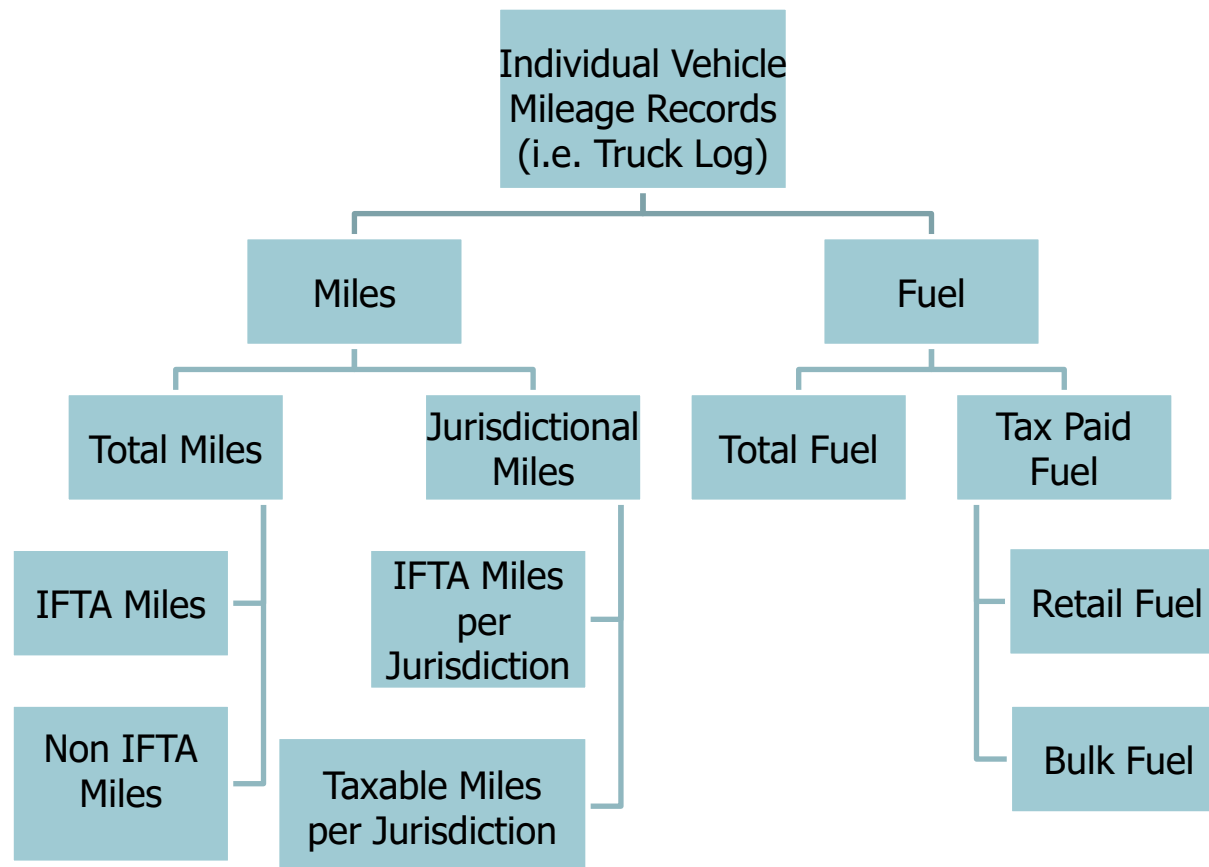 Individual Vehicle
Mileage Records
(i.e. Truck Log)
Miles
Fuel
Total Miles
Jurisdictional
Miles
Total Fuel
Tax Paid
Fuel
IFTA Miles
IFTA Miles
per
Jurisdiction
Retail Fuel
Non IFTA
Miles
Taxable Miles
per Jurisdiction
Bulk Fuel